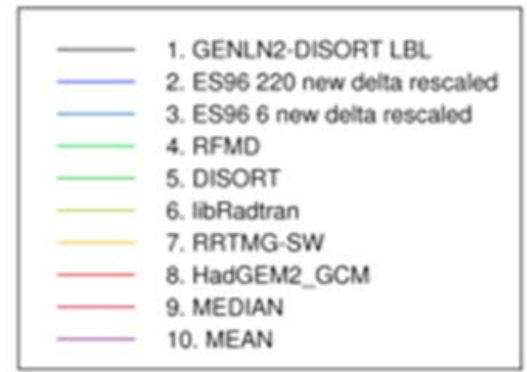 1. GENLN2-DISORT LBL
2. ES96 220 new delta rescaled
3. ES96 6 new delta rescaled
4. RFMD
5. DISORT
6. libRadtran
7. RRTMG-SW
8. HadGEM2_GCM
9. MEDIAN
10. MEAN